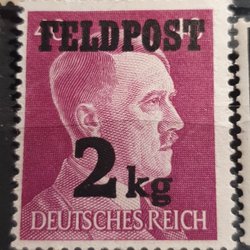 FELDPOST
2 kg
DEUTSCHES REICH